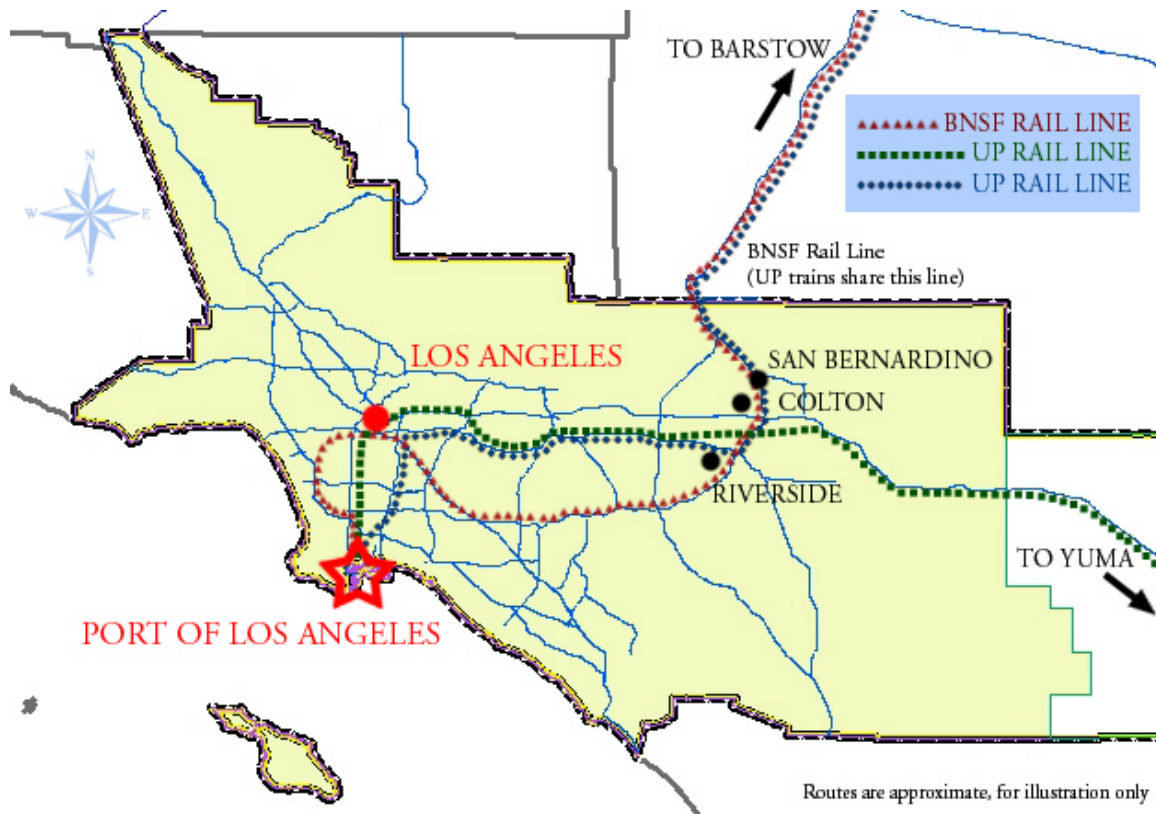 TO BARSTOW
BNSF RAIL LINE
UP RAIL LINE
UP RAIL LINE
N
W E
S
BNSF Rail Line
(UP trains share this line)
LOS ANGELES
SAN BERNARDINO
COLTON
RIVERSIDE
TO YUMA
PORT OF LOS ANGELES
Routes are approximate, for illustration only